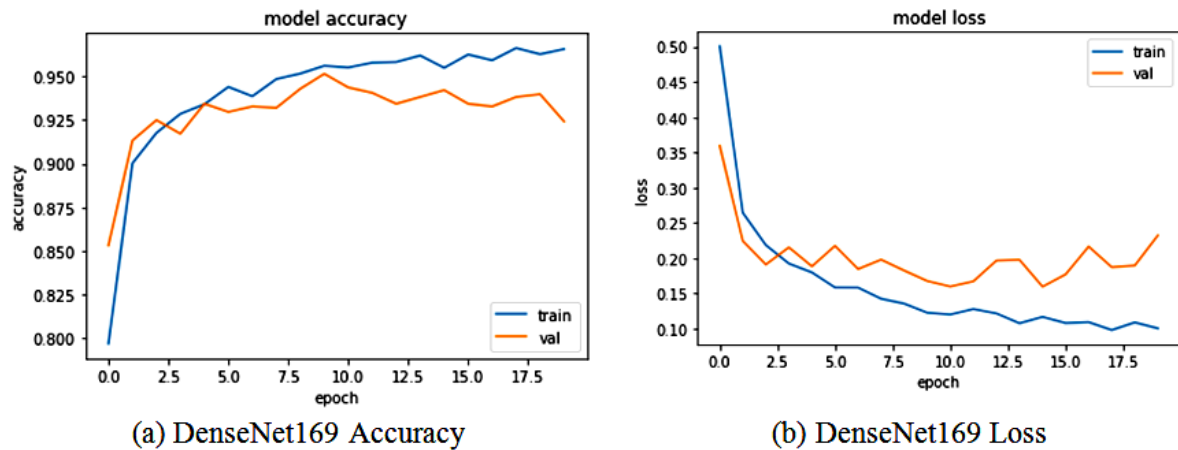 model accuracy
0.950
0.925
0.900
0.875
0.850
0.825
0.800
accuracy
train
val
0.0 2.5 5.0 7.5 10.0 12.5 15.0 17.5
epoch
(a) DenseNet169 Accuracy
model loss
0.50
0.45
0.40
0.35
0.30
0.25
0.20
0.15
0.10
loss
train
val
0.0 2.5 5.0 7.5 10.0 12.5 15.0 17.5
epoch
(b) DenseNet169 Loss